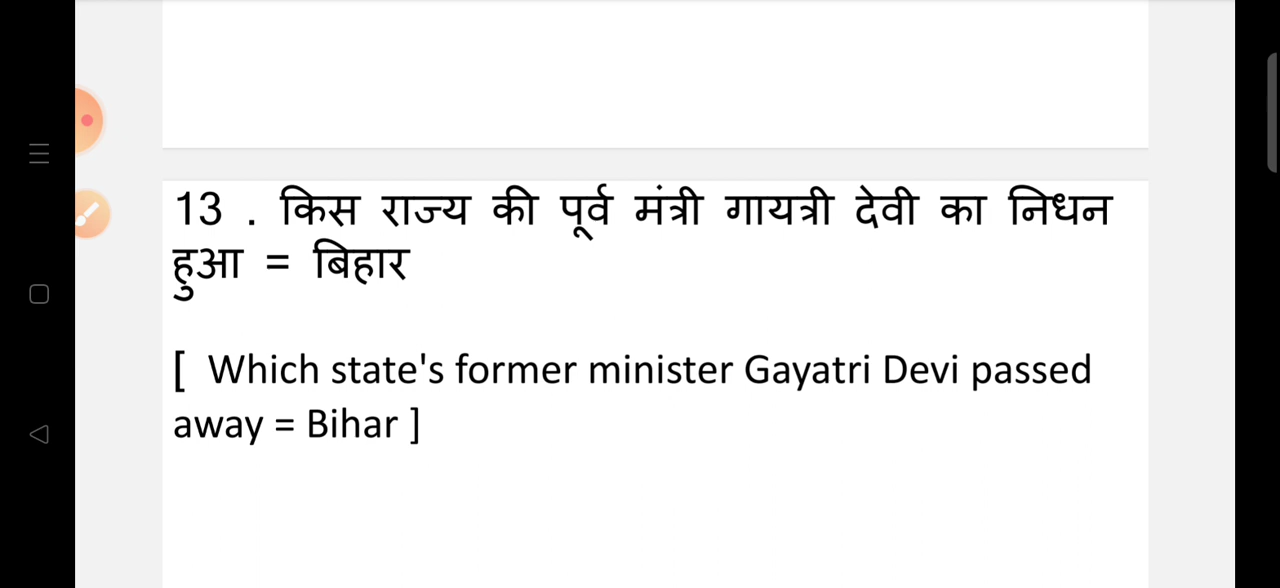 13 . किस राज्य की पूर्व मंत्री गायत्री देवी का निधन
हुआ = बिहार
[ Which state's former minister Gayatri Devi passed
away = Bihar ]